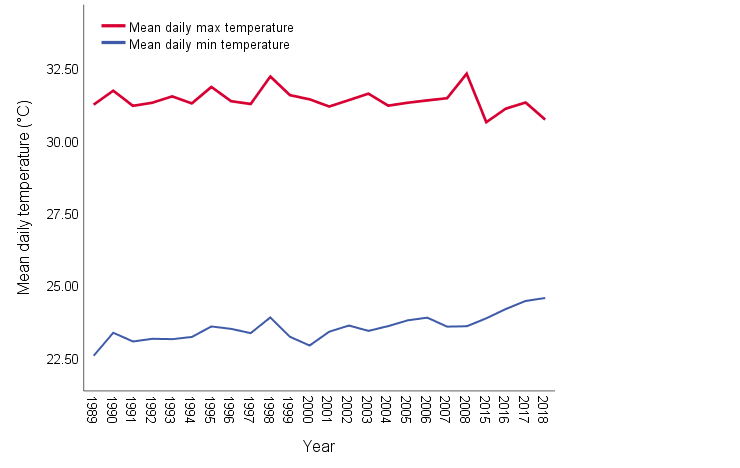 Mean daily max temperature
Mean daily min temperature
Mean daily temperature (°C)
32.50
30.00
27.50
25.00
22.50
1989 1990 1991 1992 1993 1994 1995 1996 1997 1998 1999 2000 2001 2002 2003 2004 2005 2006 2007 2008 2015 2016 2017 2018
Year